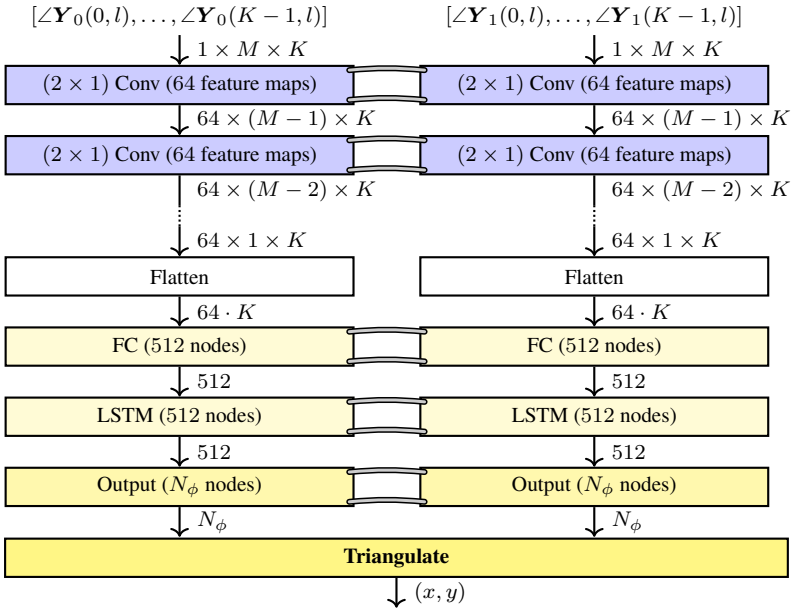 [∠Y₀(0, l), . . . , ∠Y₀(K − 1, l)] [∠Y₁(0, l), . . . , ∠Y₁(K − 1, l)]
1 × M × K 1 × M × K
(2 × 1) Conv (64 feature maps) (2 × 1) Conv (64 feature maps)
64 × (M − 1) × K 64 × (M − 1) × K
(2 × 1) Conv (64 feature maps) (2 × 1) Conv (64 feature maps)
64 × (M − 2) × K 64 × (M − 2) × K
64 × 1 × K 64 × 1 × K
Flatten Flatten
64 · K 64 · K
FC (512 nodes) FC (512 nodes)
512 512
LSTM (512 nodes) LSTM (512 nodes)
512 512
Output (N_ϕ nodes) Output (N_ϕ nodes)
N_ϕ N_ϕ
Triangulate
(x, y)